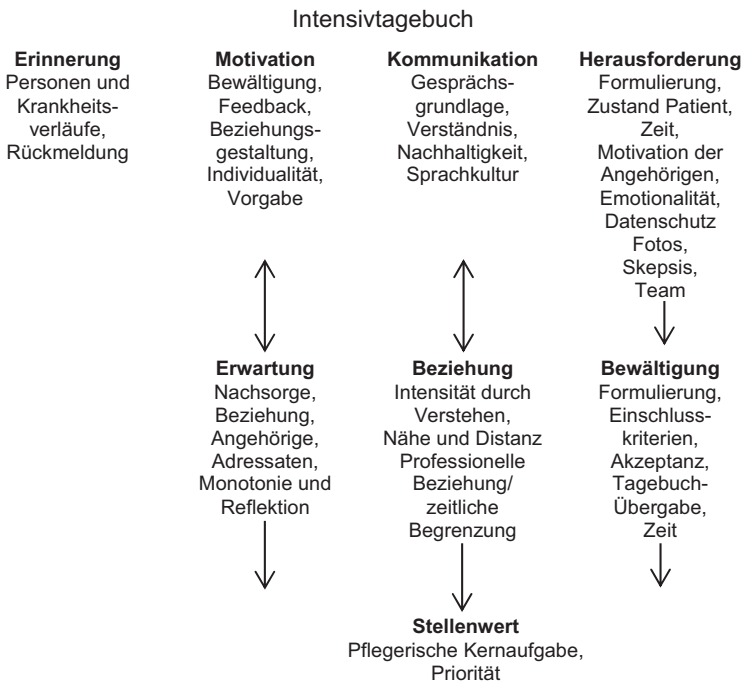 Intensivtagebuch
Erinnerung
Personen und
Krankheits-
verläufe,
Rückmeldung
Motivation
Bewältigung,
Feedback,
Beziehungs-
gestaltung,
Individualität,
Vorgabe
Kommunikation
Gesprächs-
grundlage,
Verständnis,
Nachhaltigkeit,
Sprachkultur
Herausforderung
Formulierung,
Zustand Patient,
Zeit,
Motivation der
Angehörigen,
Emotionalität,
Datenschutz
Fotos,
Skepsis,
Team
Erwartung
Nachsorge,
Beziehung,
Angehörige,
Adressaten,
Monotonie und
Reflektion
Beziehung
Intensität durch
Verstehen,
Nähe und Distanz
Professionelle
Beziehung/
zeitliche
Begrenzung
Bewältigung
Formulierung,
Einschluss-
kriterien,
Akzeptanz,
Tagebuch-
Übergabe,
Zeit
Stellenwert
Pflegerische Kernaufgabe,
Priorität